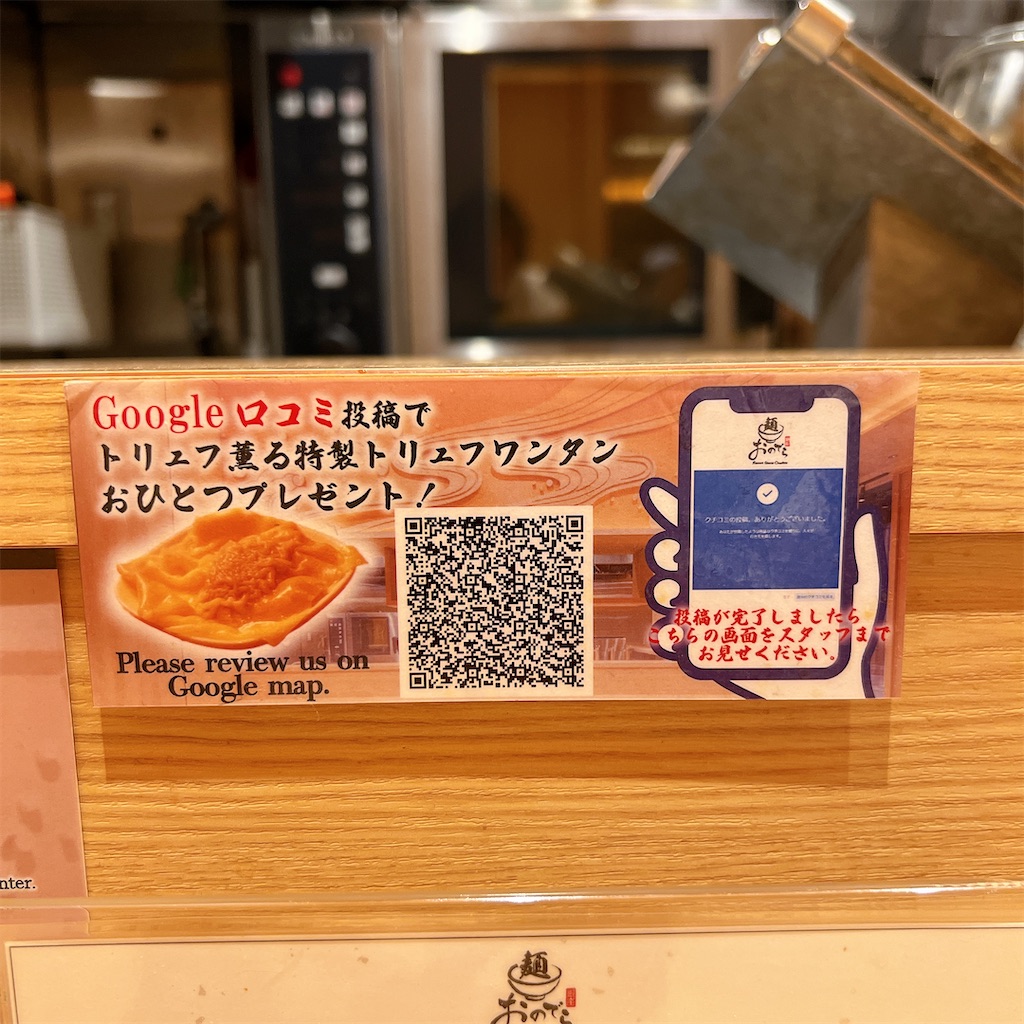 Google 口コミ投稿で
トリュフ薫る特製トリュフワンタン
おひとつプレゼント！
Please review us on
Google map.
麺
おのでら
クチコミの投稿、ありがとうございました。
投稿が完了しましたら
こちらの画面をスタッフまで
お見せください。
nter.
麺
おのでら